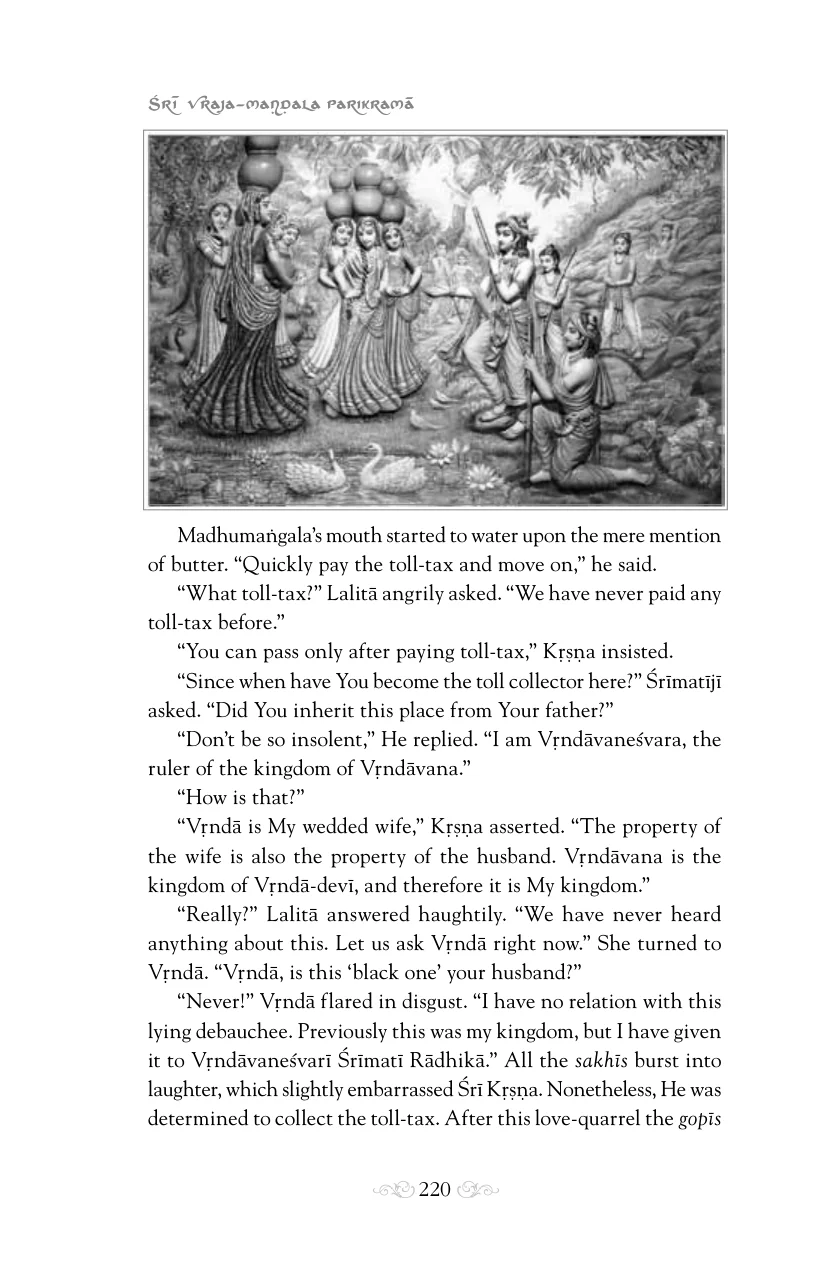 Śrī Vraja-maṇḍala Parikramā
Madhumaṅgala’s mouth started to water upon the mere mention
of butter. “Quickly pay the toll-tax and move on,” he said.
“What toll-tax?” Lalitā angrily asked. “We have never paid any
toll-tax before.”
“You can pass only after paying toll-tax,” Kṛṣṇa insisted.
“Since when have You become the toll collector here?” Śrīmatījī
asked. “Did You inherit this place from Your father?”
“Don’t be so insolent,” He replied. “I am Vṛndāvaneśvara, the
ruler of the kingdom of Vṛndāvana.”
“How is that?”
“Vṛndā is My wedded wife,” Kṛṣṇa asserted. “The property of
the wife is also the property of the husband. Vṛndāvana is the
kingdom of Vṛndā-devī, and therefore it is My kingdom.”
“Really?” Lalitā answered haughtily. “We have never heard
anything about this. Let us ask Vṛndā right now.” She turned to
Vṛndā. “Vṛndā, is this ‘black one’ your husband?”
“Never!” Vṛndā flared in disgust. “I have no relation with this
lying debauchee. Previously this was my kingdom, but I have given
it to Vṛndāvaneśvarī Śrīmatī Rādhikā.” All the sakhīs burst into
laughter, which slightly embarrassed Śrī Kṛṣṇa. Nonetheless, He was
determined to collect the toll-tax. After this love-quarrel the gopīs
220